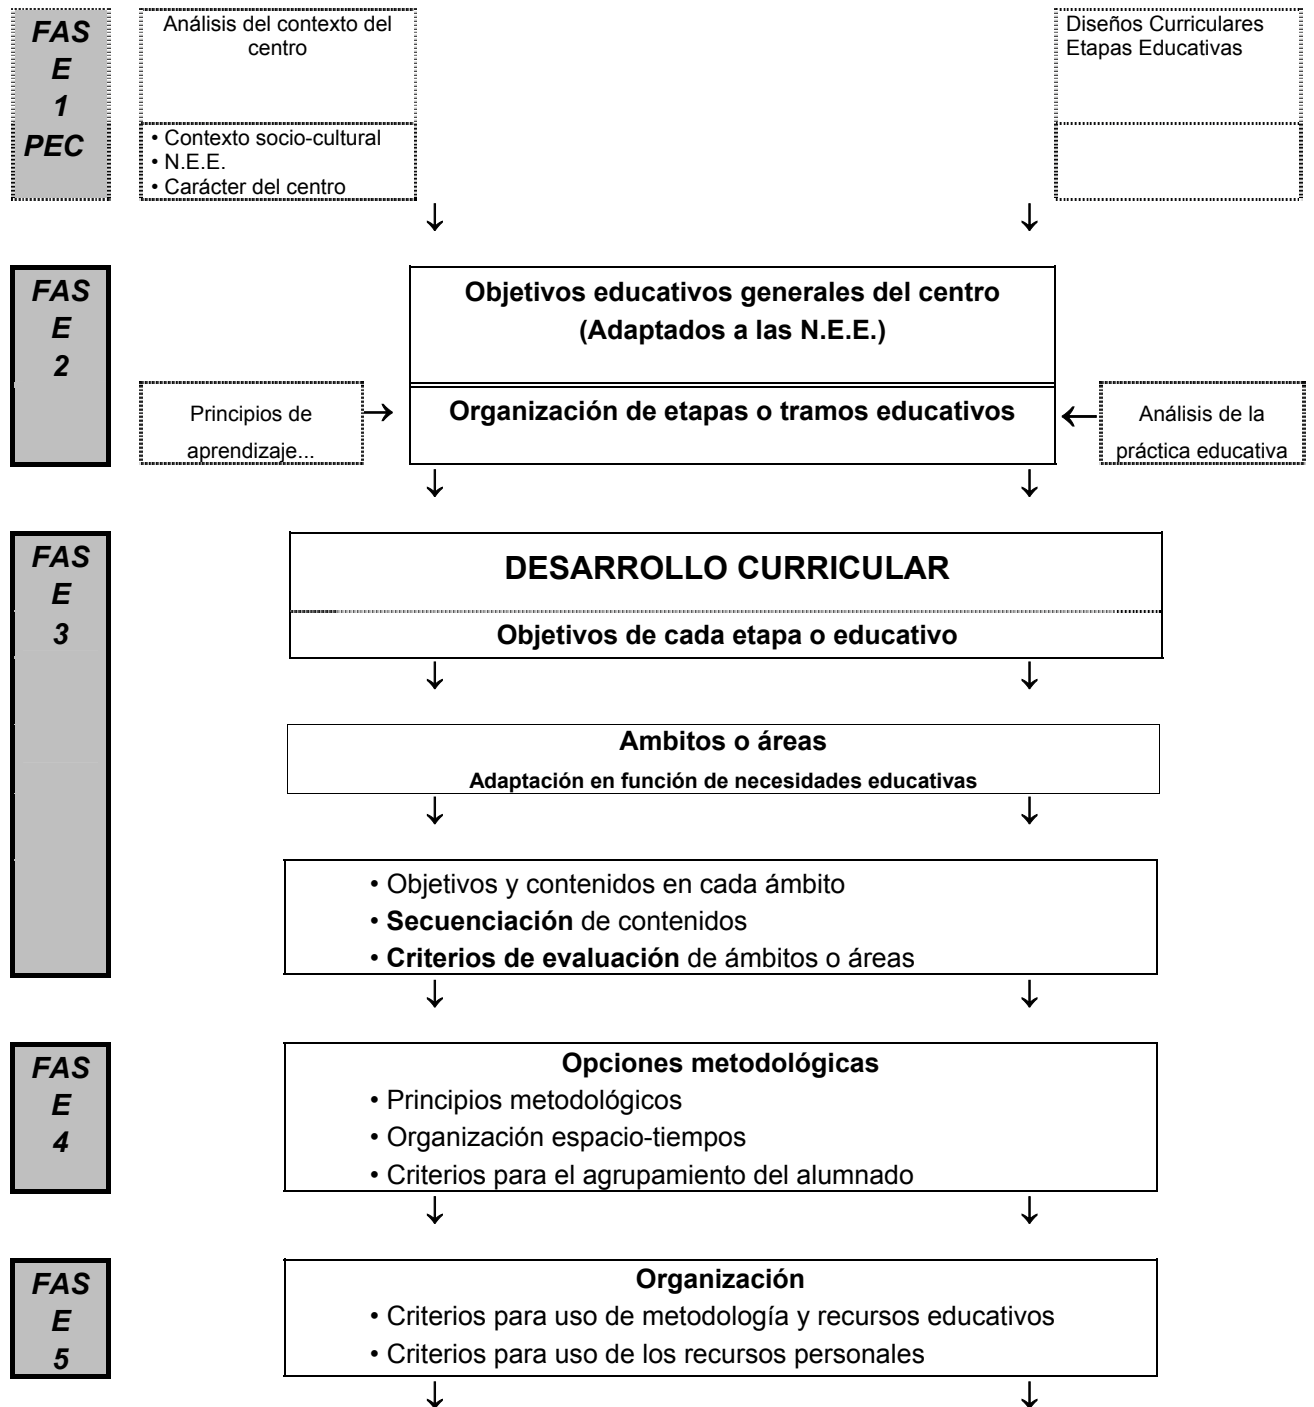 FAS
E
1
PEC
Análisis del contexto del
centro
• Contexto socio-cultural
• N.E.E.
• Carácter del centro
Diseños Curriculares
Etapas Educativas
↓ ↓
FAS
E
2
Objetivos educativos generales del centro
(Adaptados a las N.E.E.)
Principios de
aprendizaje...
→
Organización de etapas o tramos educativos
←
Análisis de la
práctica educativa
↓ ↓
FAS
E
3
DESARROLLO CURRICULAR
Objetivos de cada etapa o educativo
↓ ↓
Ambitos o áreas
Adaptación en función de necesidades educativas
↓ ↓
• Objetivos y contenidos en cada ámbito
• Secuenciación de contenidos
• Criterios de evaluación de ámbitos o áreas
↓ ↓
FAS
E
4
Opciones metodológicas
• Principios metodológicos
• Organización espacio-tiempos
• Criterios para el agrupamiento del alumnado
↓ ↓
FAS
E
5
Organización
• Criterios para uso de metodología y recursos educativos
• Criterios para uso de los recursos personales
↓ ↓